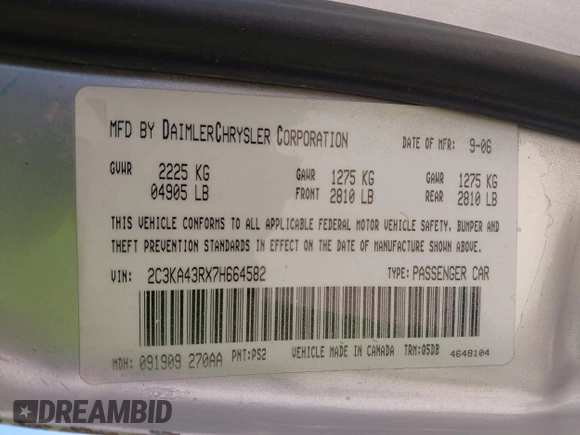 MFD BY DAIMLERCHRYSLER CORPORATION DATE OF MFR: 9-06
GVWR 2225 KG GAWR 1275 KG GAWR 1275 KG
04905 LB FRONT 2810 LB REAR 2810 LB
THIS VEHICLE CONFORMS TO ALL APPLICABLE FEDERAL MOTOR VEHICLE SAFETY, BUMPER AND
THEFT PREVENTION STANDARDS IN EFFECT ON THE DATE OF MANUFACTURE SHOWN ABOVE.
VIN: 2C3KA43RX7H664582 TYPE: PASSENGER CAR
MDH: 091909 270AA PNT: PS2 VEHICLE MADE IN CANADA TRM: 05DB 4648104
DREAMBID